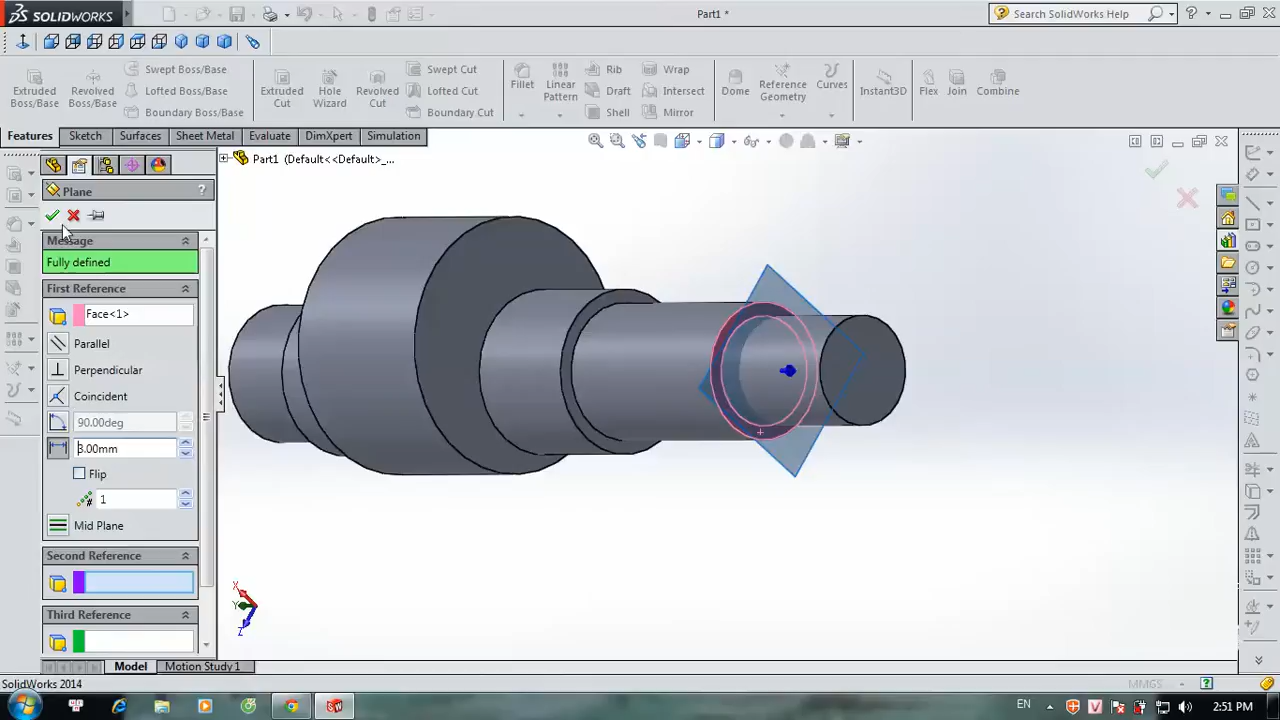 SOLIDWORKS
Part1 *
Search SolidWorks Help
Extruded Boss/Base
Revolved Boss/Base
Swept Boss/Base
Lofted Boss/Base
Boundary Boss/Base
Extruded Cut
Hole Wizard
Revolved Cut
Swept Cut
Lofted Cut
Boundary Cut
Fillet
Linear Pattern
Rib
Draft
Shell
Wrap
Intersect
Mirror
Dome
Reference Geometry
Curves
Instant3D
Flex
Join
Combine
Features
Sketch
Surfaces
Sheet Metal
Evaluate
DimXpert
Simulation
Part1 (Default<<Default>_...
Plane
?
Message
Fully defined
First Reference
Face<1>
Parallel
Perpendicular
Coincident
90.00deg
3.00mm
Flip
1
Mid Plane
Second Reference
Third Reference
X
Y
Z
Model
Motion Study 1
SolidWorks 2014
MMGS
EN
2:51 PM